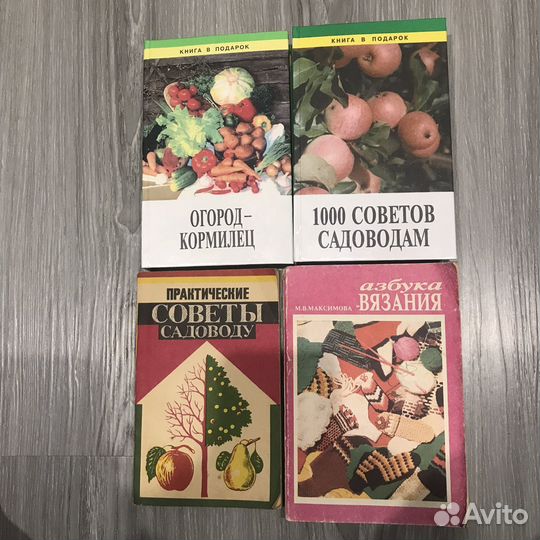 КНИГА В ПОДАРОК
ОГОРОД-
КОРМИЛЕЦ
КНИГА В ПОДАРОК
1000 СОВЕТОВ
САДОВОДАМ
ПРАКТИЧЕСКИЕ
СОВЕТЫ
САДОВОДУ
азбука
М.В.МАКСИМОВА -ВЯЗАНИЯ
Avito